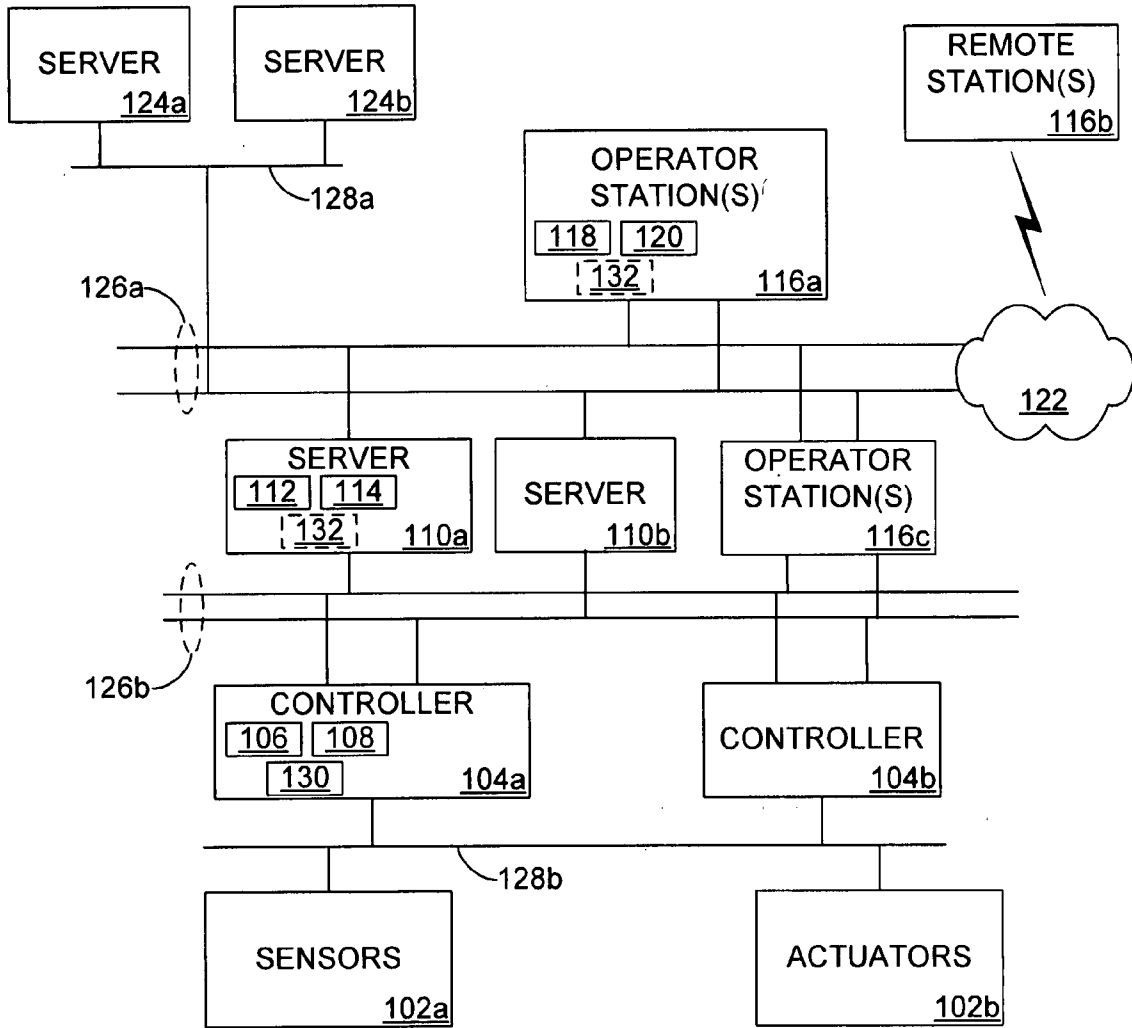 SERVER
124a
SERVER
124b
REMOTE
STATION(S)
116b
128a
OPERATOR
STATION(S)
118
120
132
116a
126a
122
SERVER
112
114
132
110a
SERVER
110b
OPERATOR
STATION(S)
116c
126b
CONTROLLER
106
108
130
104a
CONTROLLER
104b
128b
SENSORS
102a
ACTUATORS
102b